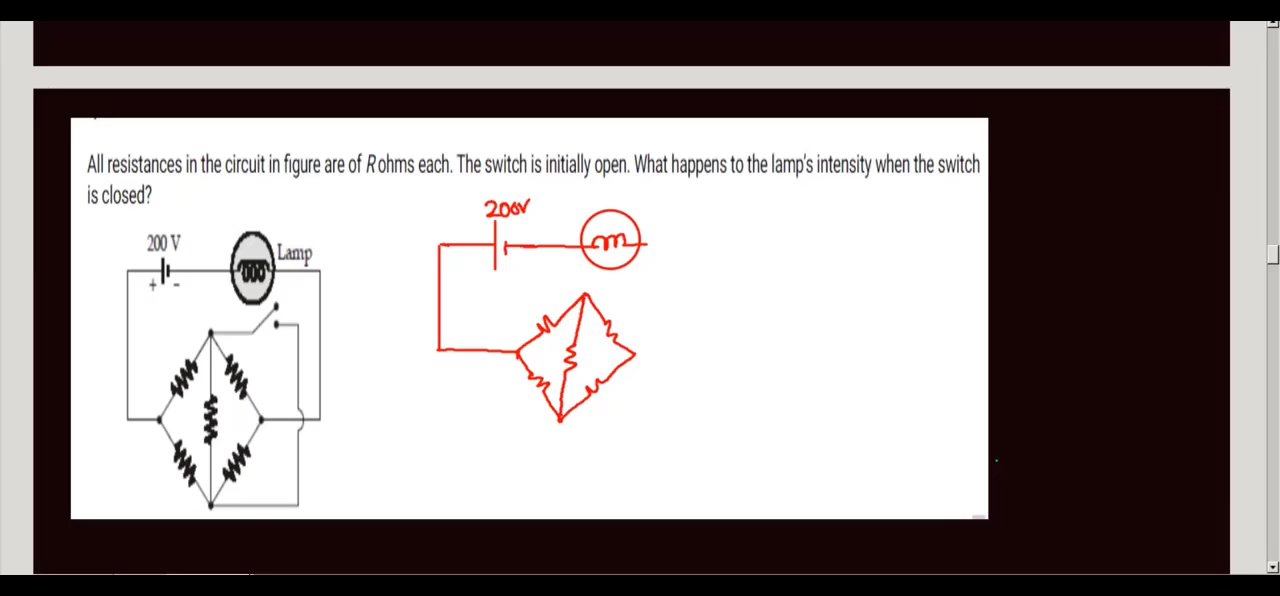 All resistances in the circuit in figure are of R ohms each. The switch is initially open. What happens to the lamp's intensity when the switch
is closed?
200V
200 V
Lamp
+ -